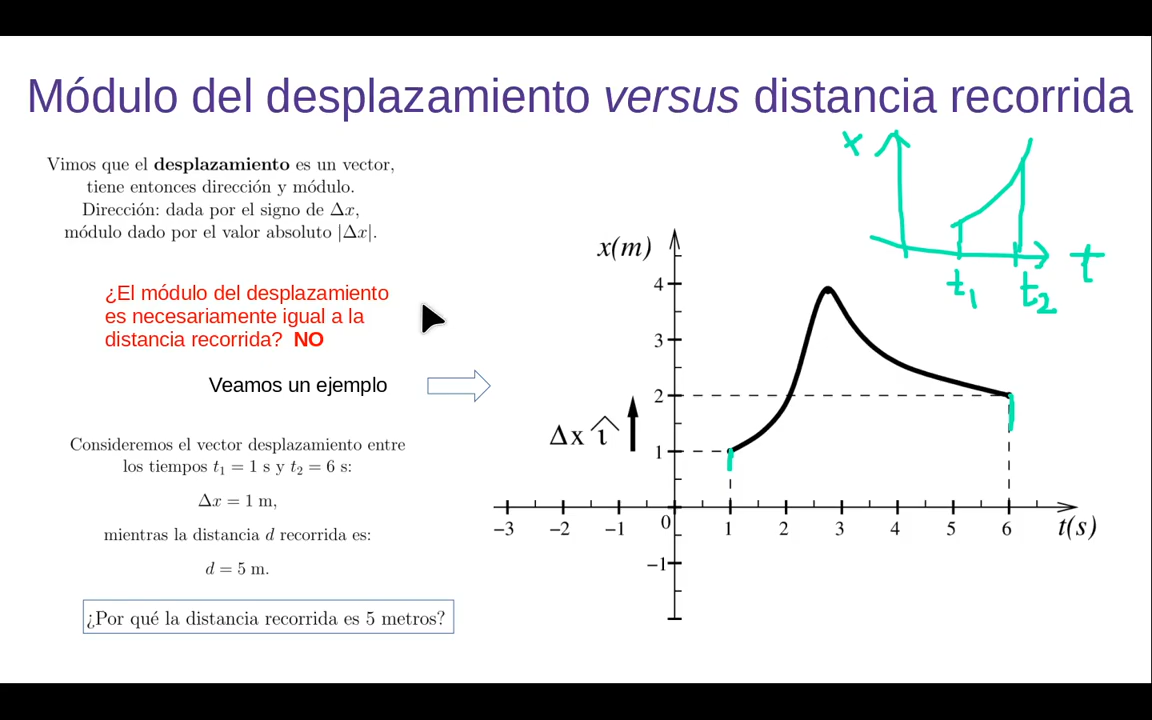 Módulo del desplazamiento versus distancia recorrida
Vimos que el desplazamiento es un vector,
tiene entonces dirección y módulo.
Dirección: dada por el signo de Δx,
módulo dado por el valor absoluto |Δx|.
¿El módulo del desplazamiento
es necesariamente igual a la
distancia recorrida? NO
Veamos un ejemplo
Consideremos el vector desplazamiento entre
los tiempos t₁ = 1 s y t₂ = 6 s:
Δx = 1 m,
mientras la distancia d recorrida es:
d = 5 m.
¿Por qué la distancia recorrida es 5 metros?
x
t
t₁
t₂
x(m)
4
3
2
1
−1
Δx î
−3 −2 −1 0 1 2 3 4 5 6 t(s)